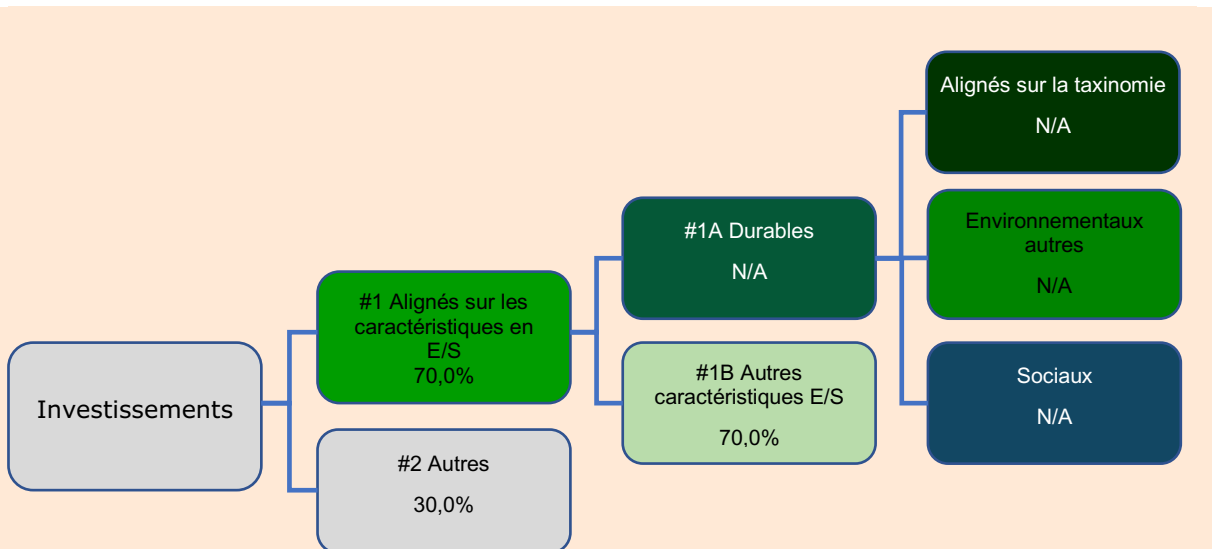 Investissements
#1 Alignés sur les
caractéristiques en
E/S
70,0%
#2 Autres
30,0%
#1A Durables
N/A
#1B Autres
caractéristiques E/S
70,0%
Alignés sur la taxinomie
N/A
Environnementaux
autres
N/A
Sociaux
N/A